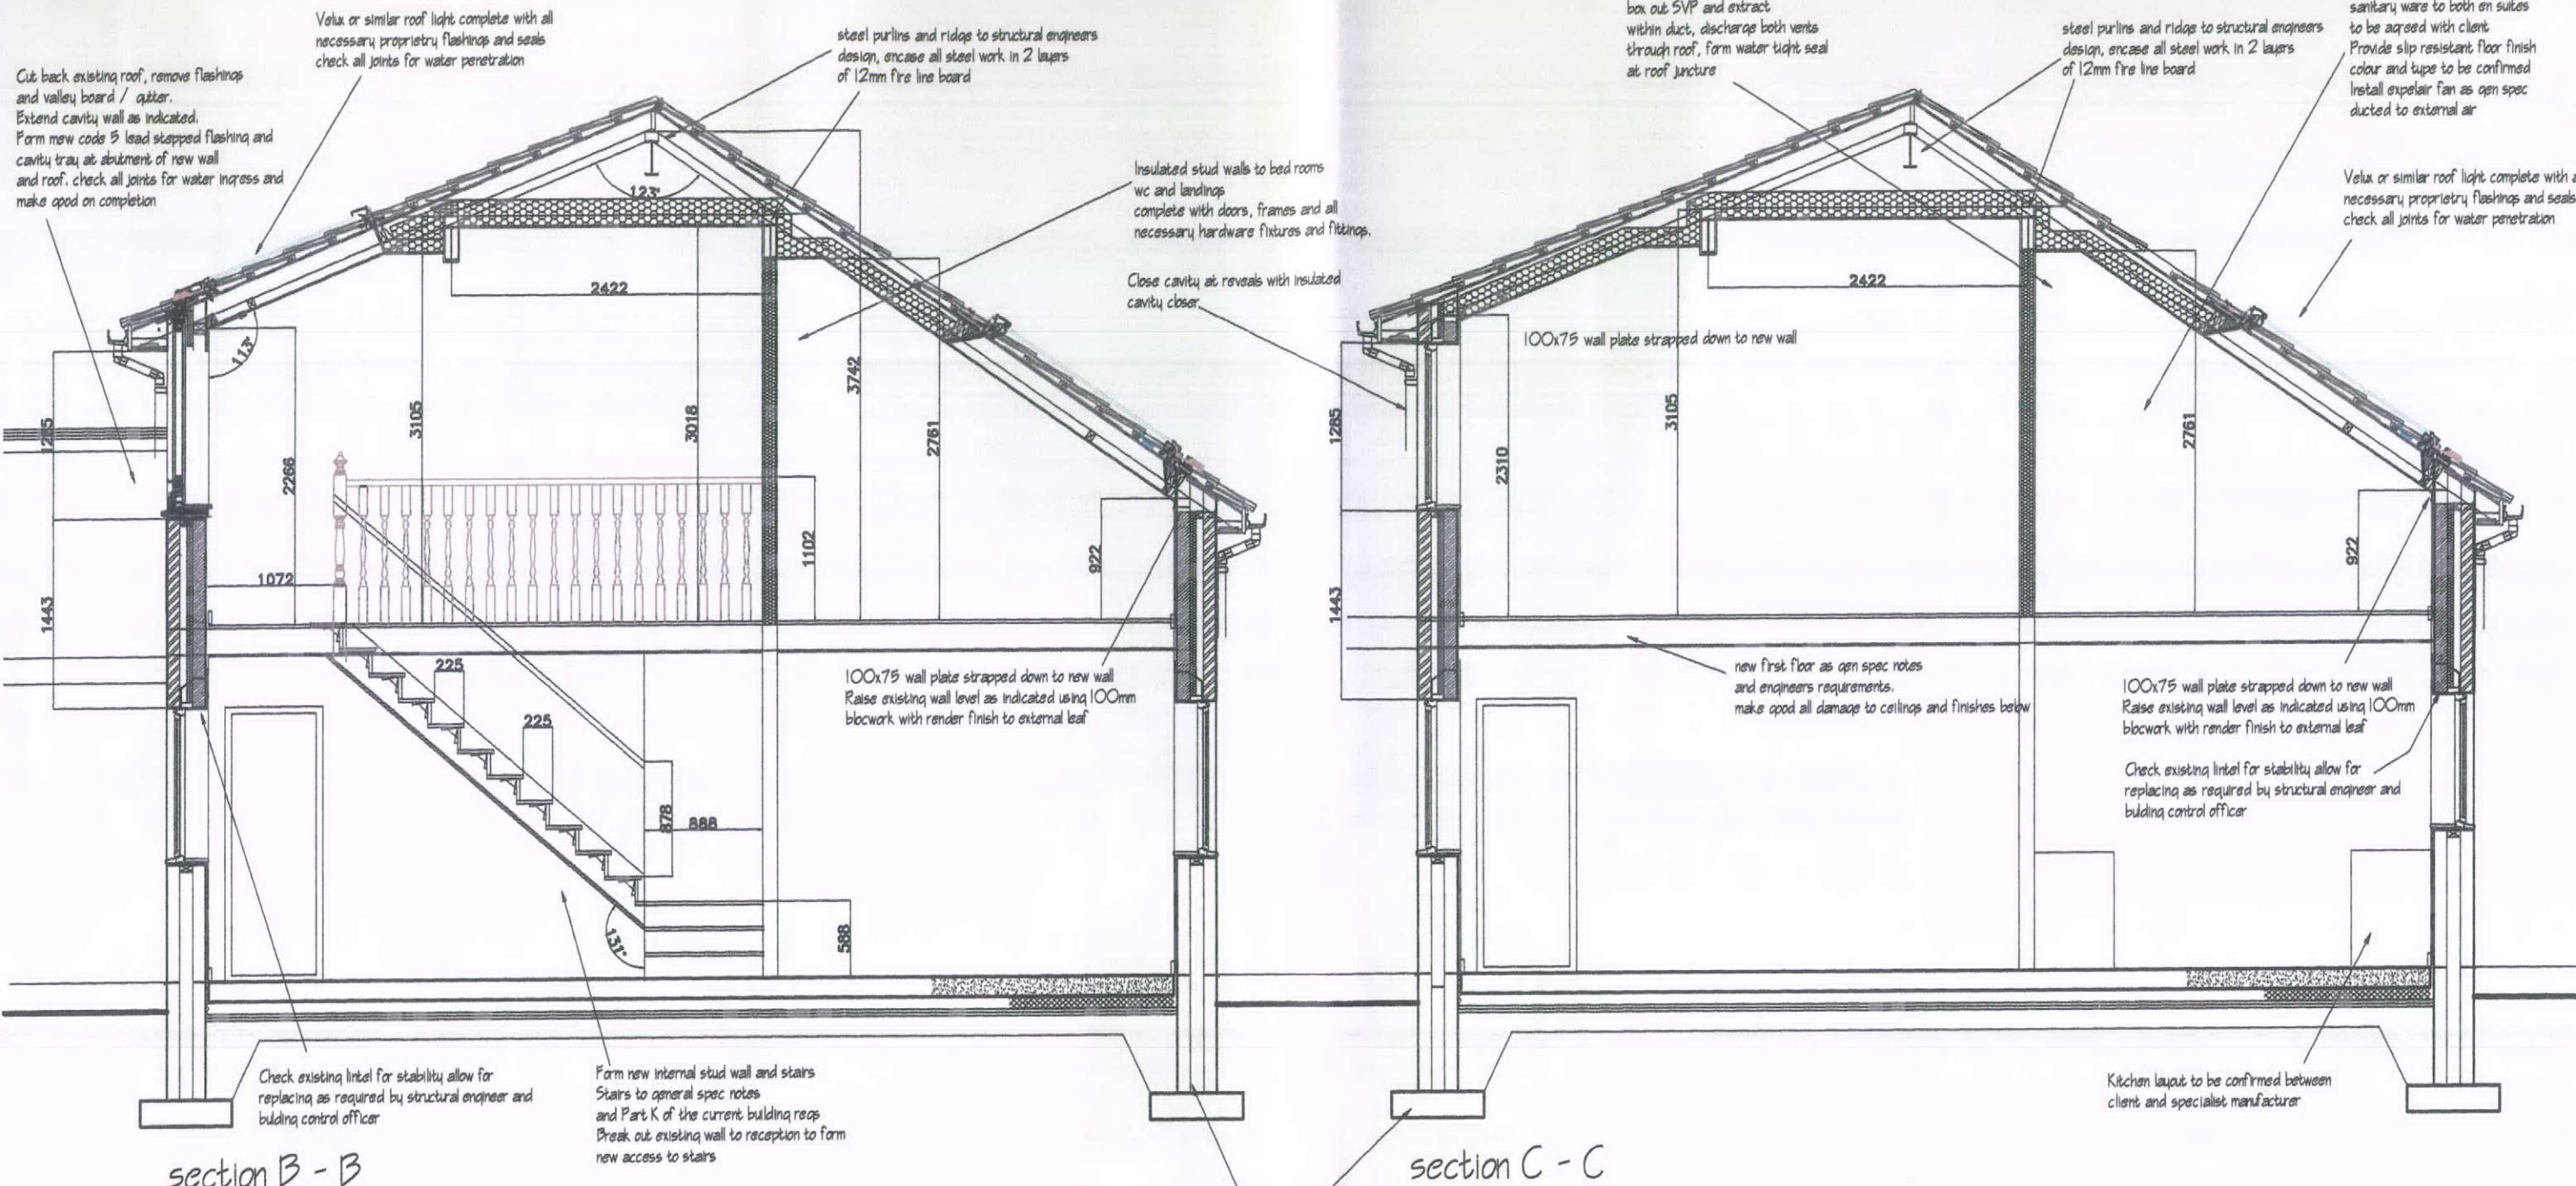 Cut back existing roof, remove flashings
and valley board / gutter.
Extend cavity wall as indicated.
Form mew code 5 lead stepped flashing and
cavity tray at abutment of new wall
and roof. check all joints for water ingress and
make good on completion
Velux or similar roof light complete with all
necessary proprietry flashings and seals
check all joints for water penetration
steel purlins and ridge to structural engineers
design, encase all steel work in 2 layers
of 12mm fire line board
Insulated stud walls to bed rooms
wc and landings
complete with doors, frames and all
necessary hardware fixtures and fittings.
Close cavity at reveals with insulated
cavity closer
123°
113°
2422
3105
3018
3742
2761
2266
1285
1443
1072
1102
922
225
225
878
888
588
131°
100x75 wall plate strapped down to new wall
Raise existing wall level as indicated using 100mm
blocwork with render finish to external leaf
Check existing lintel for stability allow for
replacing as required by structural engineer and
bulding control officer
Form new internal stud wall and stairs
Stairs to general spec notes
and Part K of the current building regs
Break out existing wall to reception to form
new access to stairs
section B - B
box out SVP and extract
within duct, discharge both vents
through roof, form water tight seal
at roof juncture
steel purlins and ridge to structural engineers
design, encase all steel work in 2 layers
of 12mm fire line board
sanitary ware to both en suites
to be agreed with client
Provide slip resistant floor finish
colour and type to be confirmed
Install expelair fan as gen spec
ducted to external air
Velux or similar roof light complete with
necessary proprietry flashings and seals
check all joints for water penetration
100x75 wall plate strapped down to new wall
2422
3105
2310
2761
1285
1443
922
new first floor as gen spec notes
and engineers requirements.
make good all damage to ceilings and finishes below
100x75 wall plate strapped down to new wall
Raise existing wall level as indicated using 100mm
blocwork with render finish to external leaf
Check existing lintel for stability allow for
replacing as required by structural engineer and
bulding control officer
Kitchen layout to be confirmed between
client and specialist manufacturer
section C - C